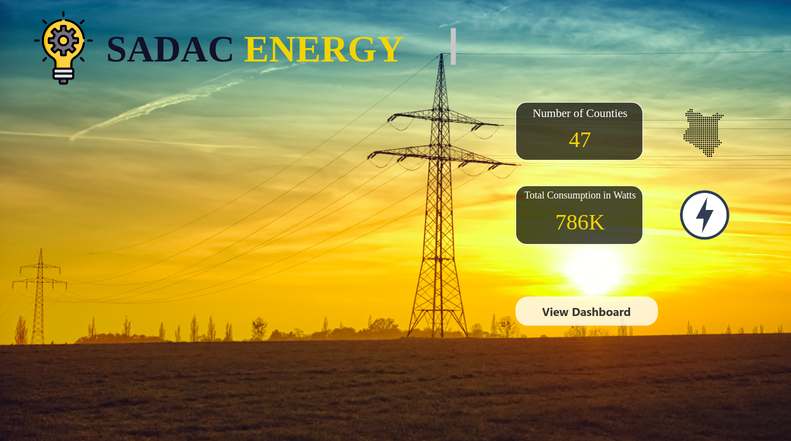 SADAC ENERGY
Number of Counties
47
Total Consumption in Watts
786K
View Dashboard